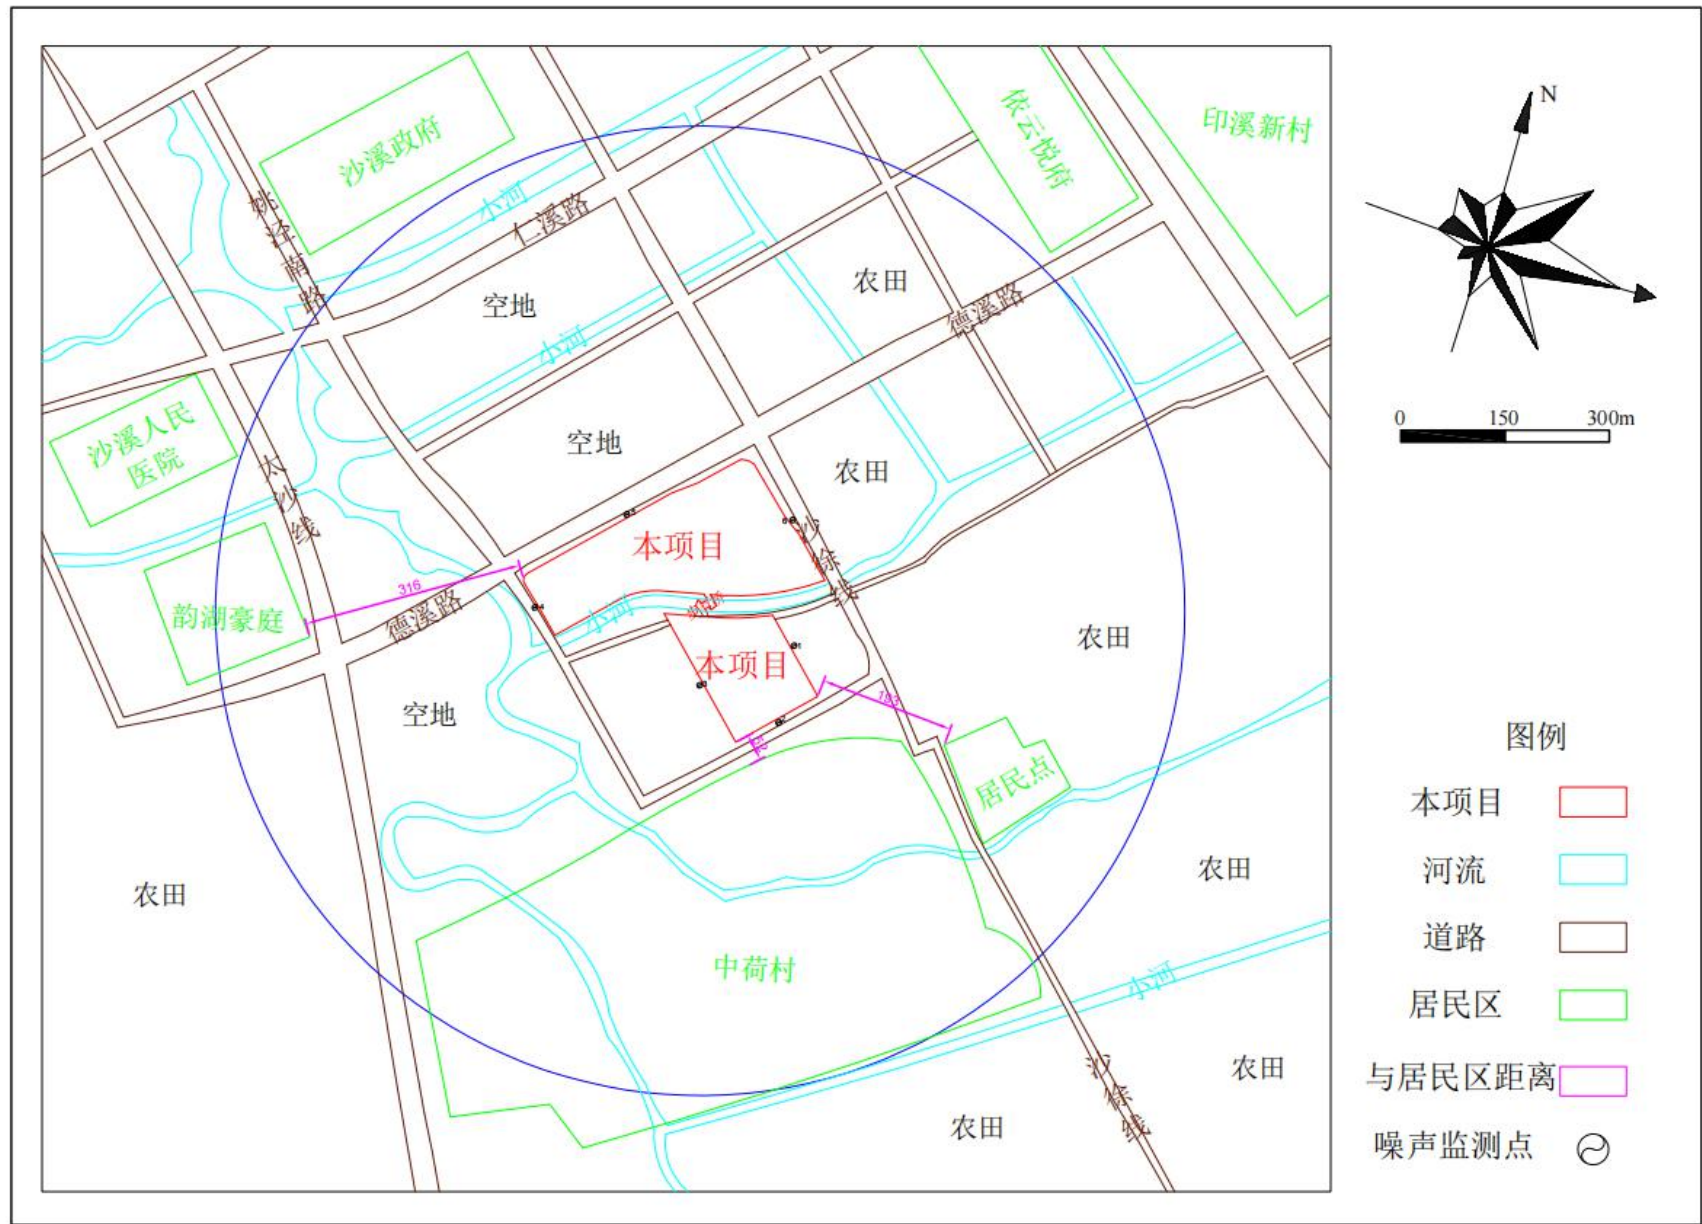 沙溪政府
依云悦府
印溪新村
N
小河
仁溪路
姚泾南路
空地
农田
德溪路
小河
0 150 300m
沙溪人民
医院
空地
农田
太沙线
本项目
沙徐线
316
韵湖豪庭
德溪路
小河
本项目
农田
193
空地
52
居民点
图例
本项目
河流
道路
居民区
与居民区距离
噪声监测点
农田
农田
中荷村
小河
农田
沙徐线
农田